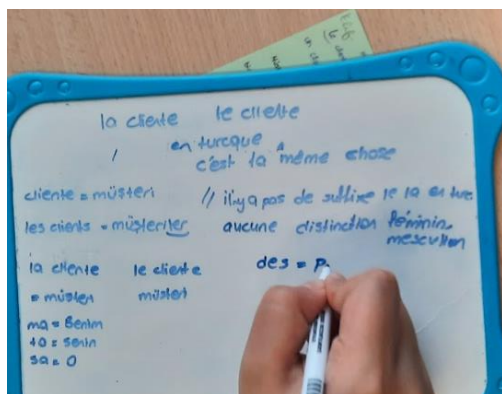 la cliente le cliente
en turcque
c'est la même chose
cliente = müşteri // il y a pas de suffixe le la en turc
les clients = müşteriler aucune distinction féminin
mesculien
la cliente le cliente des = p
= müşteri müşteri
ma = Benim
ta = senin
sa = O